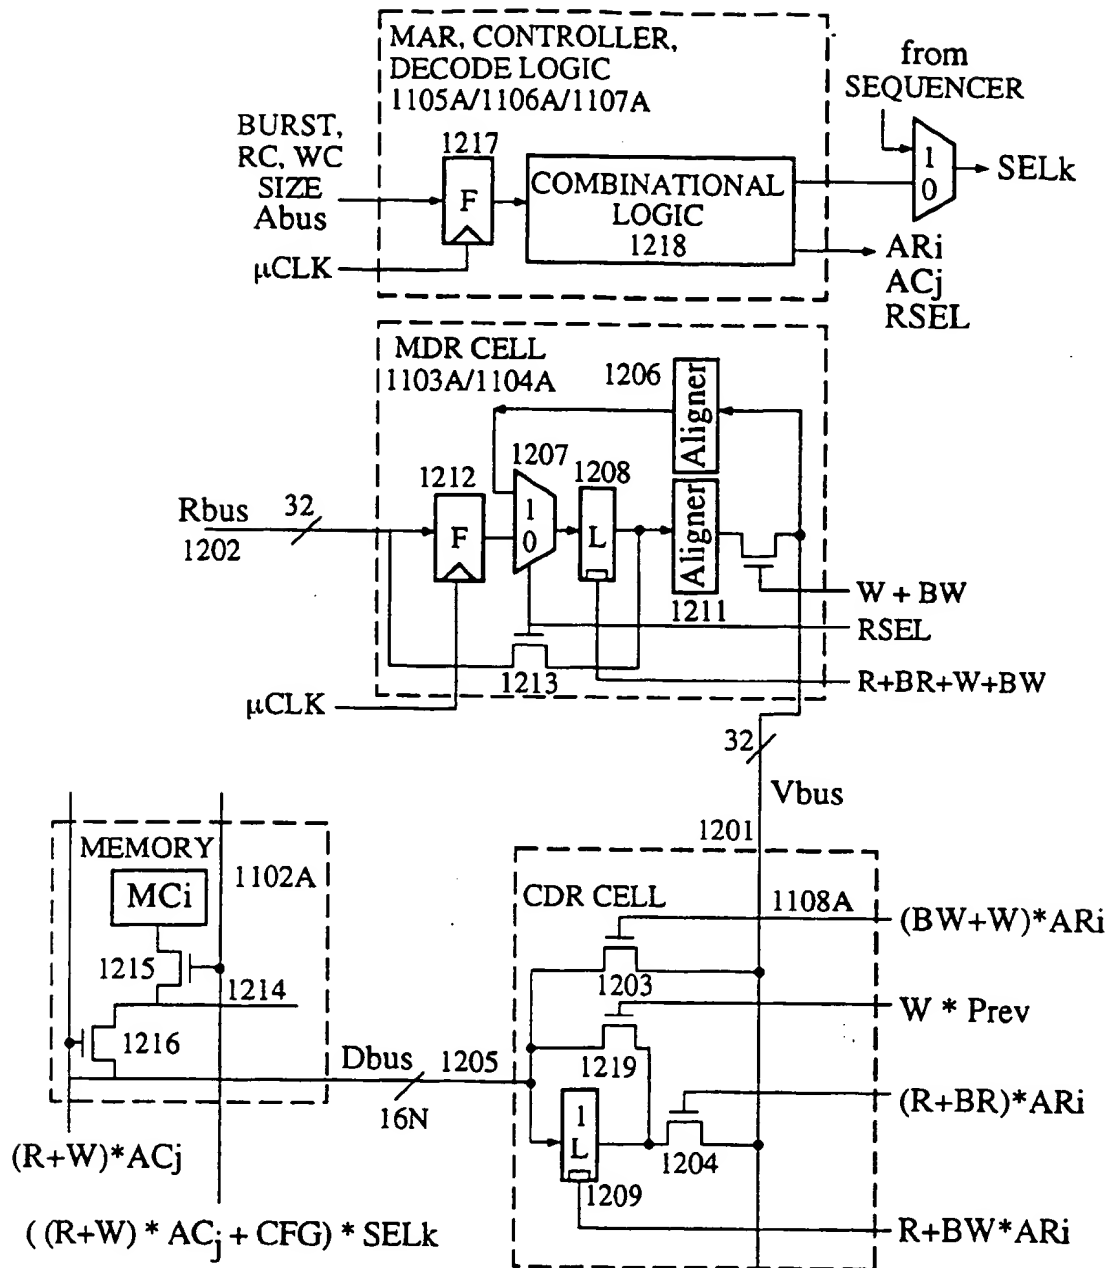 MAR, CONTROLLER,
DECODE LOGIC
1105A/1106A/1107A
from
SEQUENCER
BURST,
RC, WC
SIZE
Abus
1217
F
COMBINATIONAL
LOGIC
1218
1
0
SELk
μCLK
ARi
ACj
RSEL
MDR CELL
1103A/1104A
1206
Aligner
1207
1212
1208
Rbus
32
1202
F
1
0
L
Aligner
1211
W + BW
RSEL
1213
R+BR+W+BW
μCLK
32
Vbus
1201
MEMORY
1102A
MCi
1215
1214
1216
Dbus
1205
16N
(R+W)*ACj
((R+W) * ACj + CFG) * SELk
CDR CELL
1108A
(BW+W)*ARi
1203
W * Prev
1219
(R+BR)*ARi
1
L
1204
1209
R+BW*ARi